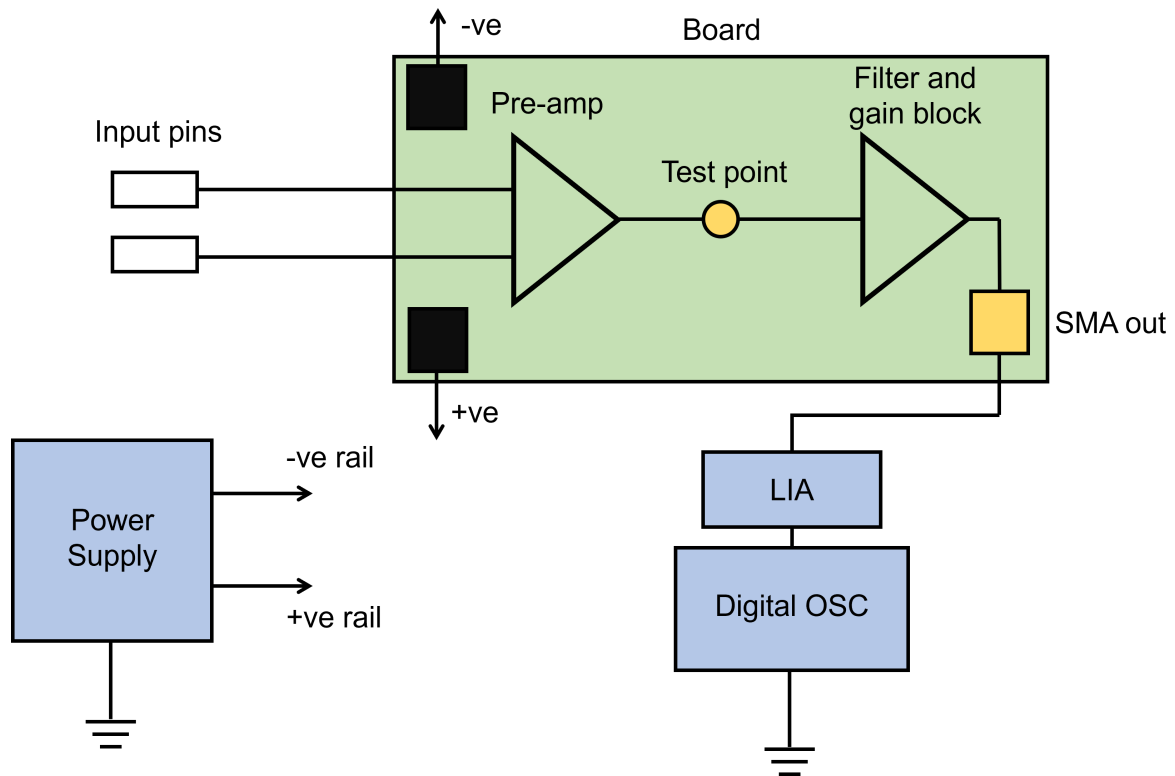 -ve
Board
Pre-amp
Filter and
gain block
Input pins
Test point
SMA out
+ve
-ve rail
Power
Supply
+ve rail
LIA
Digital OSC